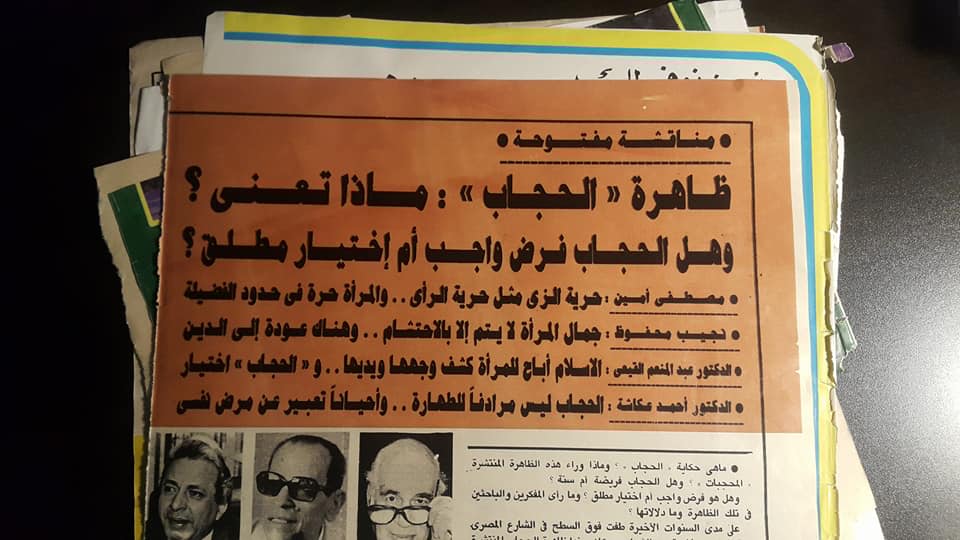 ● مناقشة مفتوحة ●
ظاهرة « الحجاب » : ماذا تعنى ؟
وهل الحجاب فرض واجب أم إختيار مطلق ؟
● مصطفى أمين : حرية الزى مثل حرية الرأى . . والمرأة حرة فى حدود الفضيلة
● نجيب محفوظ : جمال المرأة لا يتم إلا بالاحتشام . . وهناك عودة إلى الدين
● الدكتور عبد المنعم القيعى : الاسلام أباح للمرأة كشف وجهها ويديها . . و « الحجاب » اختيار
● الدكتور أحمد عكاشة : الحجاب ليس مرادفاً للطهارة . . وأحياناً تعبير عن مرض نفسى
● ماهى حكاية « الحجاب » ؟ وماذا وراء هذه الظاهرة المنتشرة
« المحجبات » ؟ وهل الحجاب فريضة أم سنة ؟
وهل هو فرض واجب أم اختيار مطلق ؟ وما رأى المفكرين والباحثين
فى تلك الظاهرة وما دلالاتها ؟
على مدى السنوات الأخيرة طفت فوق السطح فى الشارع المصرى